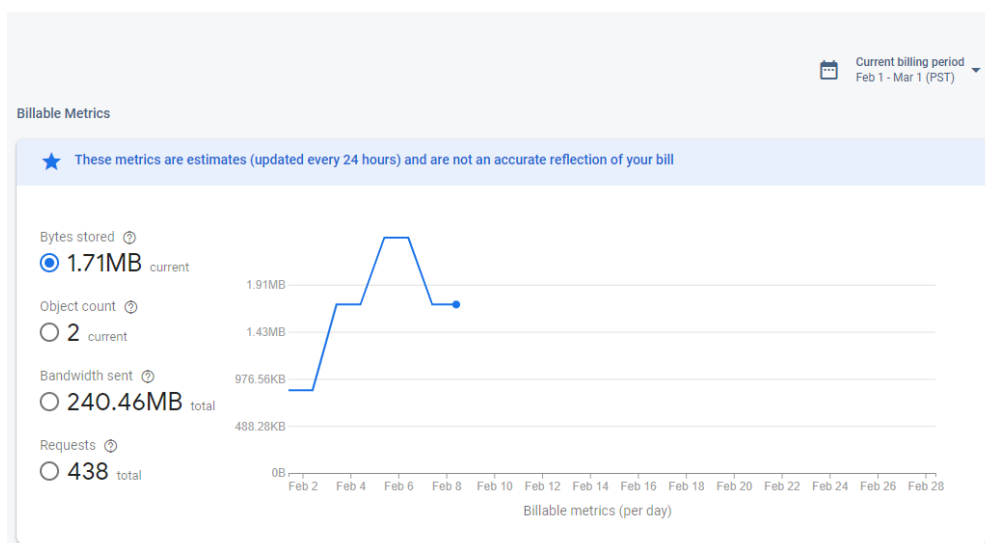 Current billing period
Feb 1 - Mar 1 (PST)
Billable Metrics
These metrics are estimates (updated every 24 hours) and are not an accurate reflection of your bill
Bytes stored
1.71MB current
Object count
2 current
Bandwidth sent
240.46MB total
Requests
438 total
1.91MB
1.43MB
976.56KB
488.28KB
0B
Feb 2 Feb 4 Feb 6 Feb 8 Feb 10 Feb 12 Feb 14 Feb 16 Feb 18 Feb 20 Feb 22 Feb 24 Feb 26 Feb 28
Billable metrics (per day)